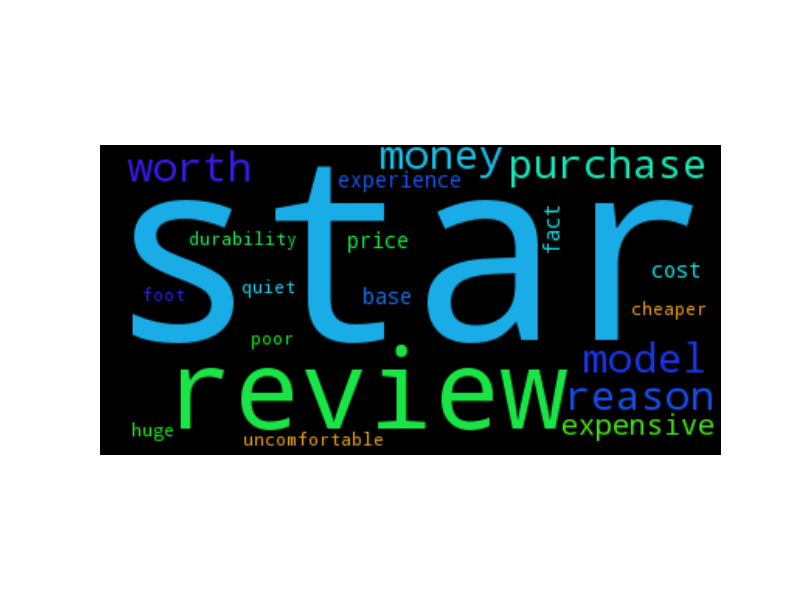 money
worth
purchase
experience
star
fact
durability
price
cost
quiet
foot
base
cheaper
poor
model
review
reason
expensive
huge
uncomfortable